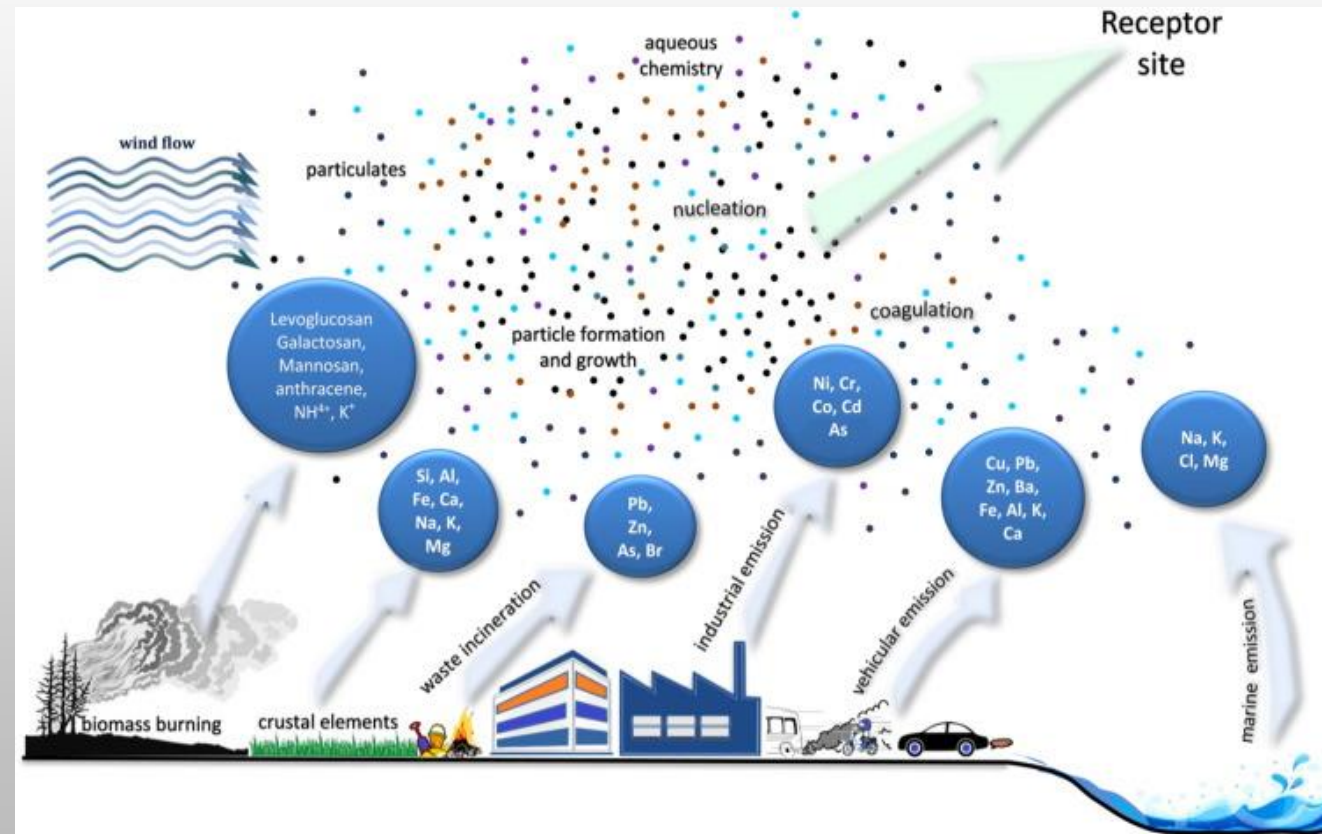 Receptor
site
aqueous
chemistry
wind flow
particulates
nucleation
coagulation
particle formation
and growth
Levoglucosan
Galactosan,
Mannosan,
anthracene,
NH⁴⁺, K⁺
Si, Al,
Fe, Ca,
Na, K,
Mg
Pb,
Zn,
As, Br
Ni, Cr,
Co, Cd
As
Cu, Pb,
Zn, Ba,
Fe, Al, K,
Ca
Na, K,
Cl, Mg
biomass burning
crustal elements
waste incineration
industrial emission
vehicular emission
marine emission